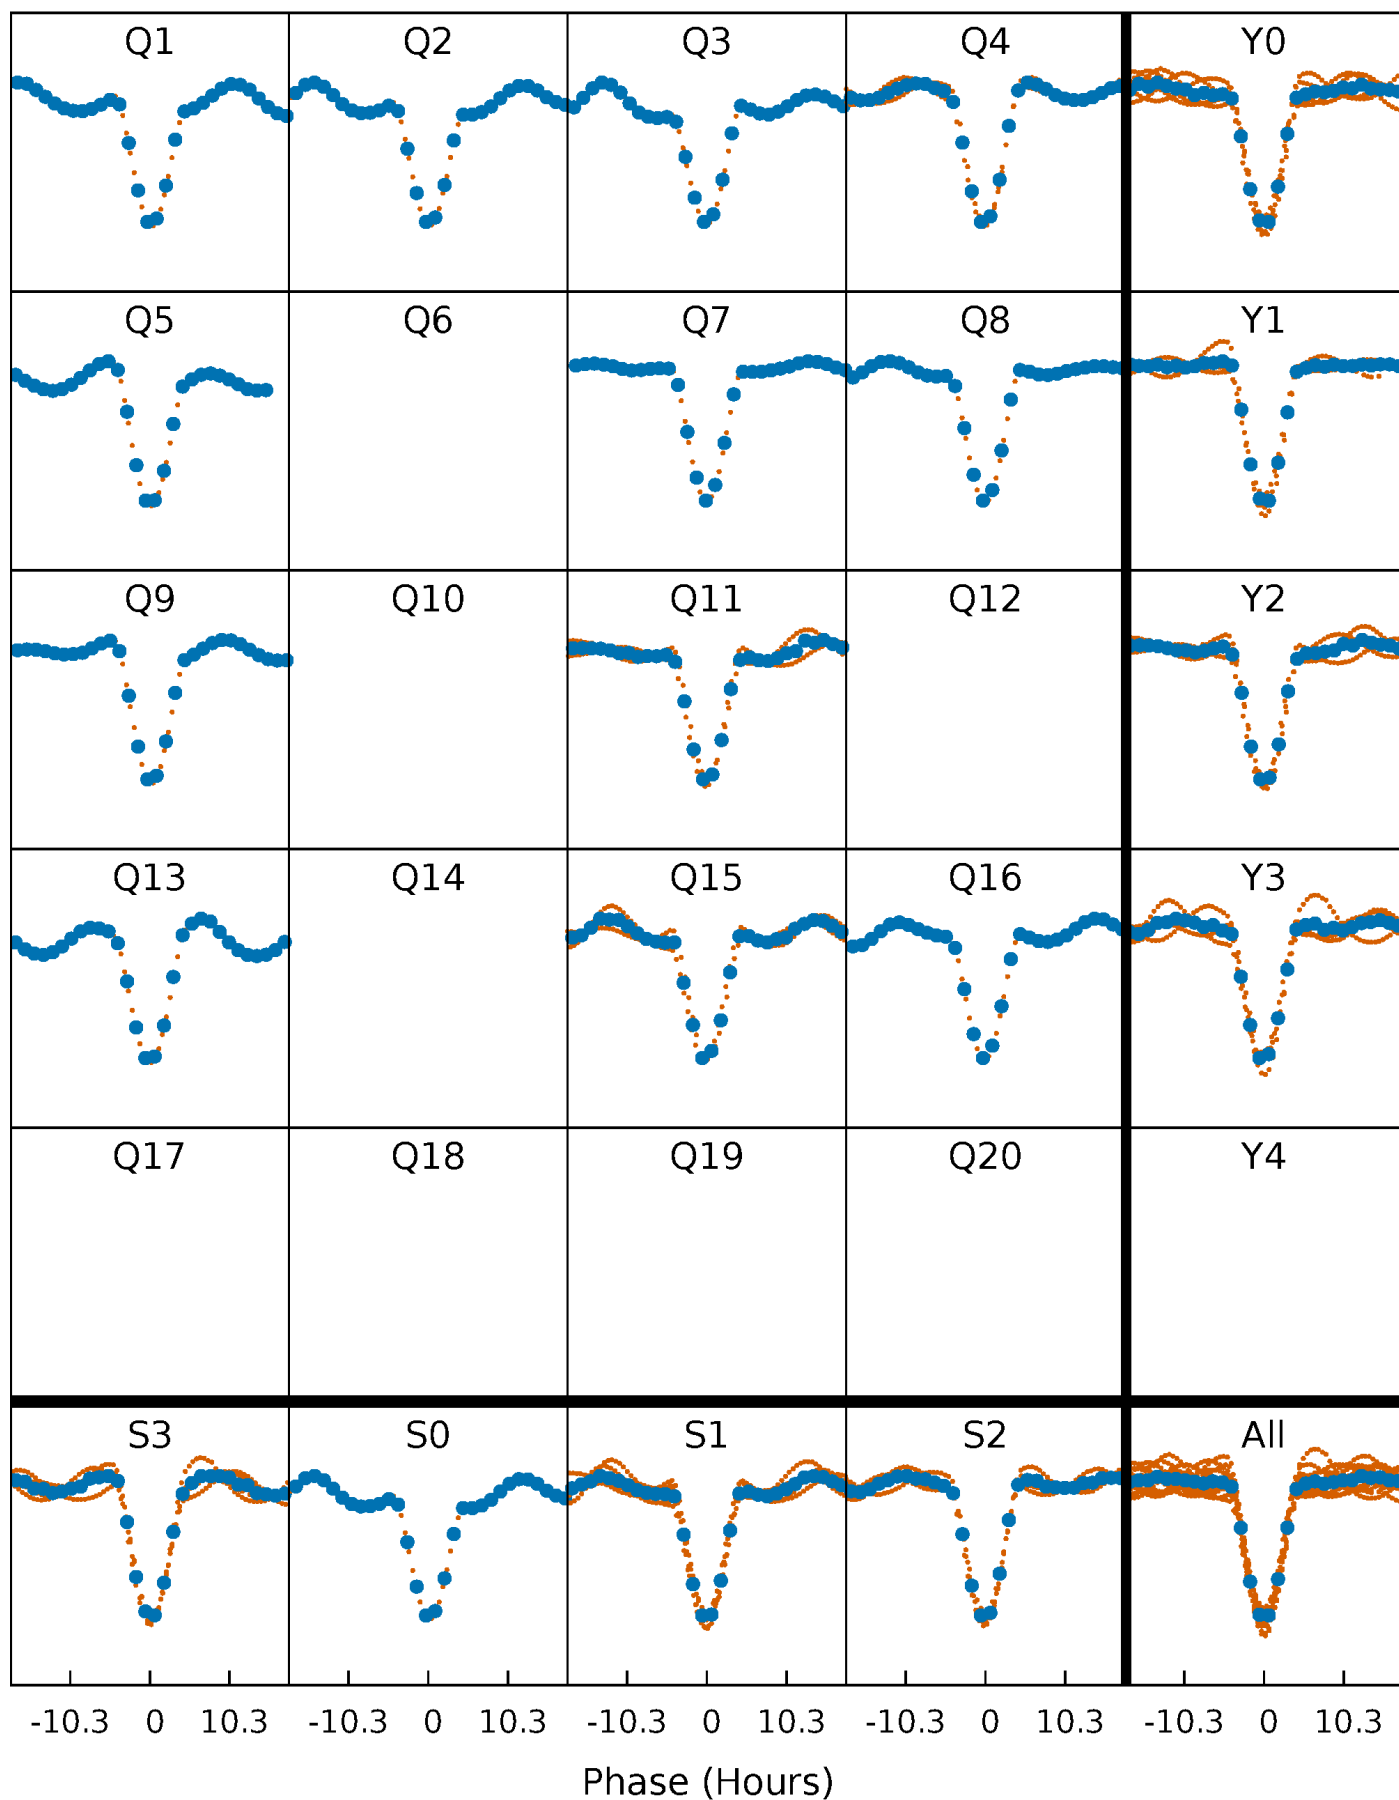 Q1 Q2 Q3 Q4 Y0
Q5 Q6 Q7 Q8 Y1
Q9 Q10 Q11 Q12 Y2
Q13 Q14 Q15 Q16 Y3
Q17 Q18 Q19 Q20 Y4
S3 S0 S1 S2 All
-10.3 0 10.3 -10.3 0 10.3 -10.3 0 10.3 -10.3 0 10.3 -10.3 0 10.3
Phase (Hours)